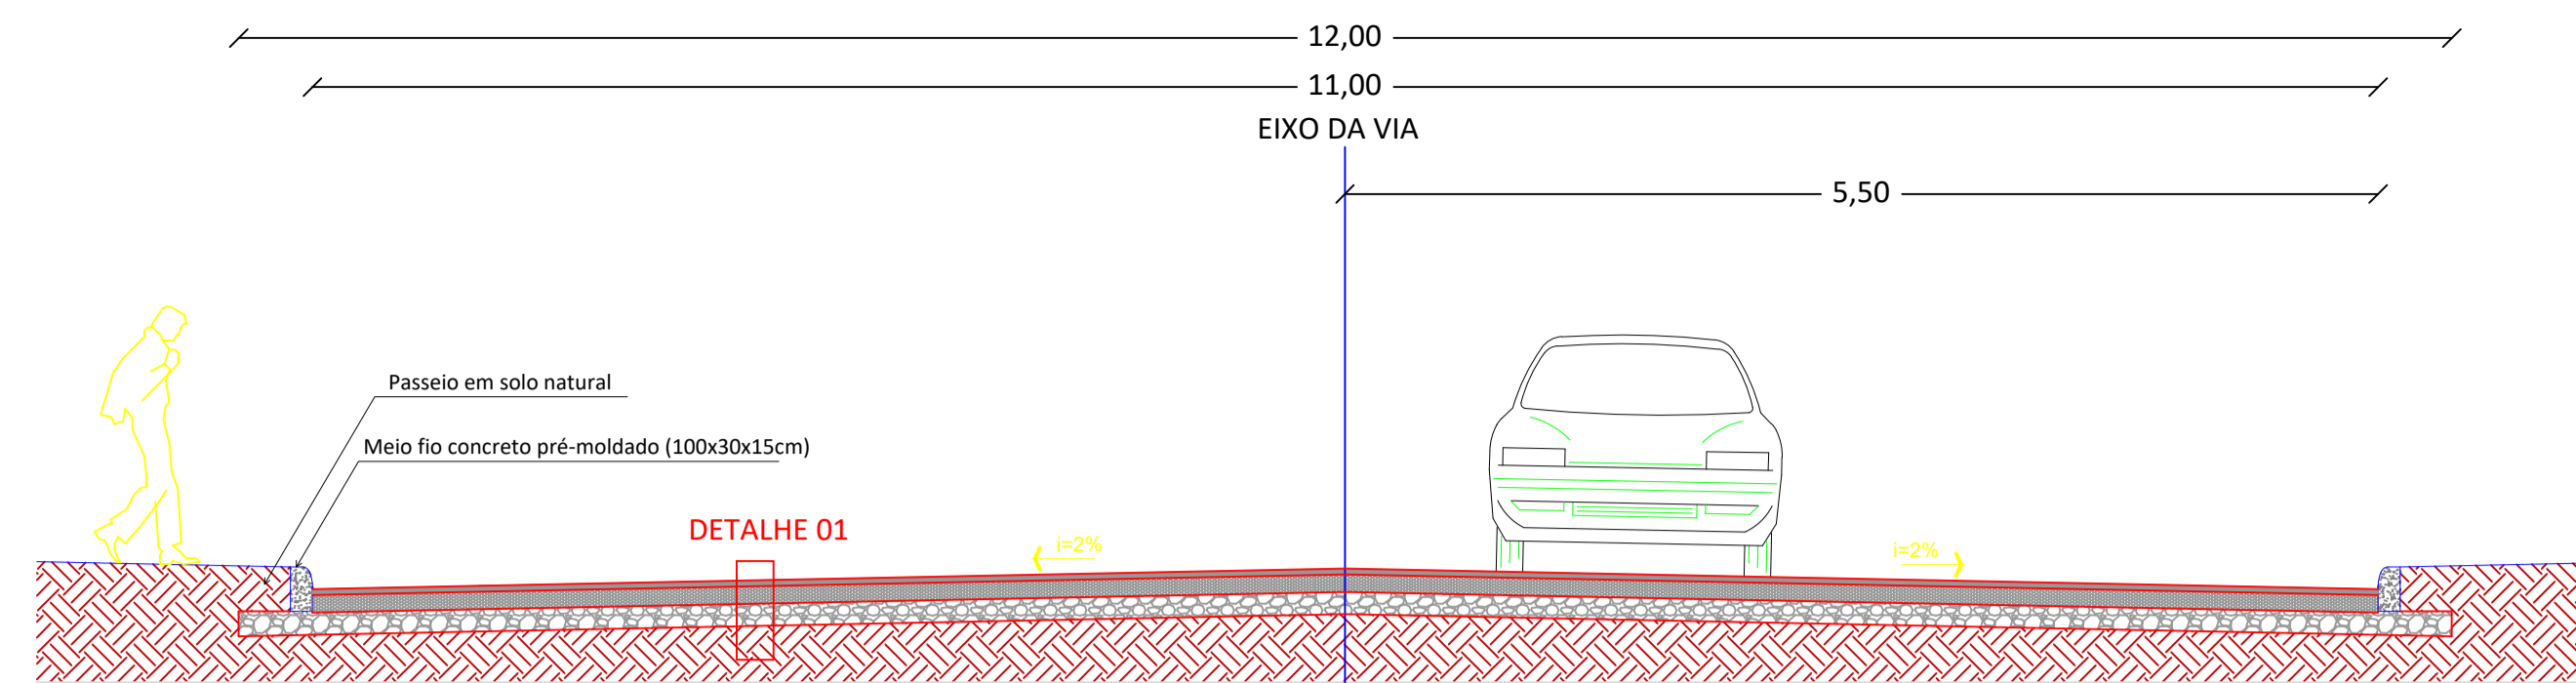 12,00
11,00
EIXO DA VIA
5,50
Passeio em solo natural
Meio fio concreto pré-moldado (100x30x15cm)
DETALHE 01
i=2%
i=2%